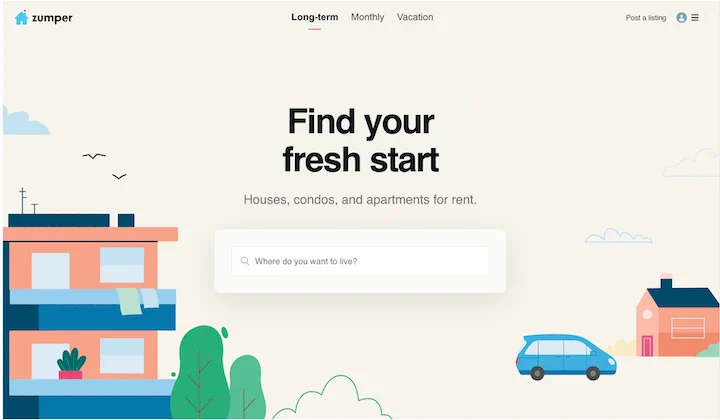 zumper
Long-term Monthly Vacation
Post a listing
Find your
fresh start
Houses, condos, and apartments for rent.
Where do you want to live?